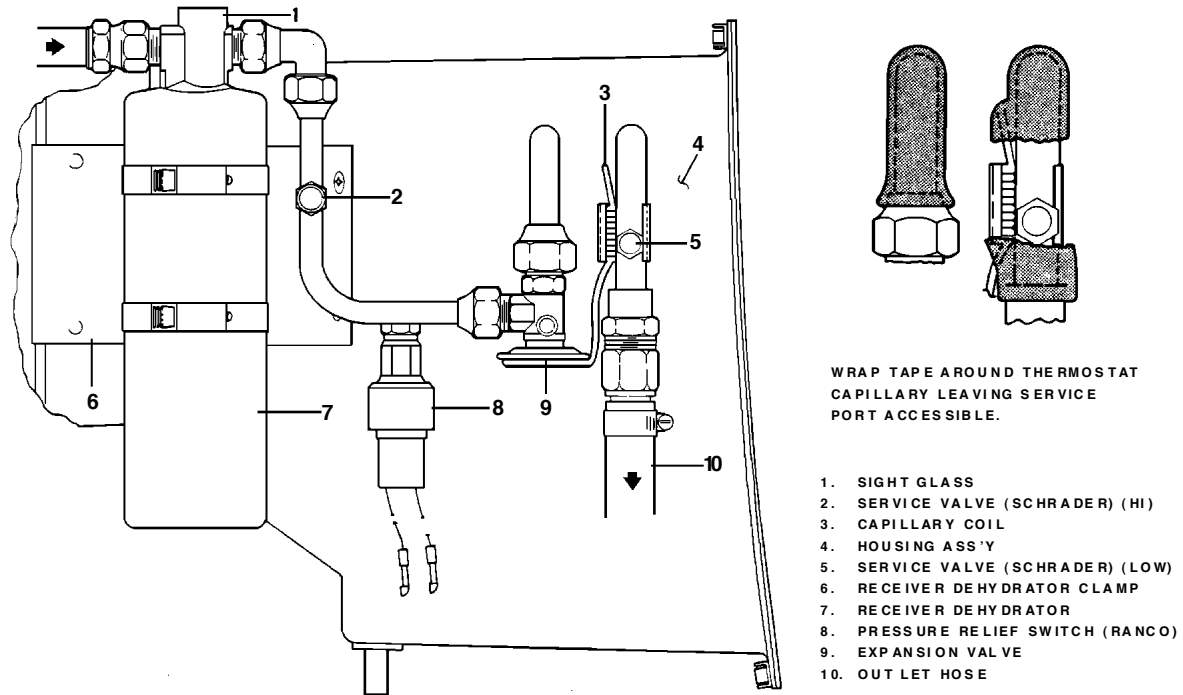 1
2
3
4
5
6
7
8
9
10
WRAP TAPE AROUND THERMOSTAT
CAPILLARY LEAVING SERVICE
PORT ACCESSIBLE.
1. SIGHT GLASS
2. SERVICE VALVE (SCHRADER) (HI)
3. CAPILLARY COIL
4. HOUSING ASS'Y
5. SERVICE VALVE (SCHRADER) (LOW)
6. RECEIVER DEHYDRATOR CLAMP
7. RECEIVER DEHYDRATOR
8. PRESSURE RELIEF SWITCH (RANCO)
9. EXPANSION VALVE
10. OUTLET HOSE